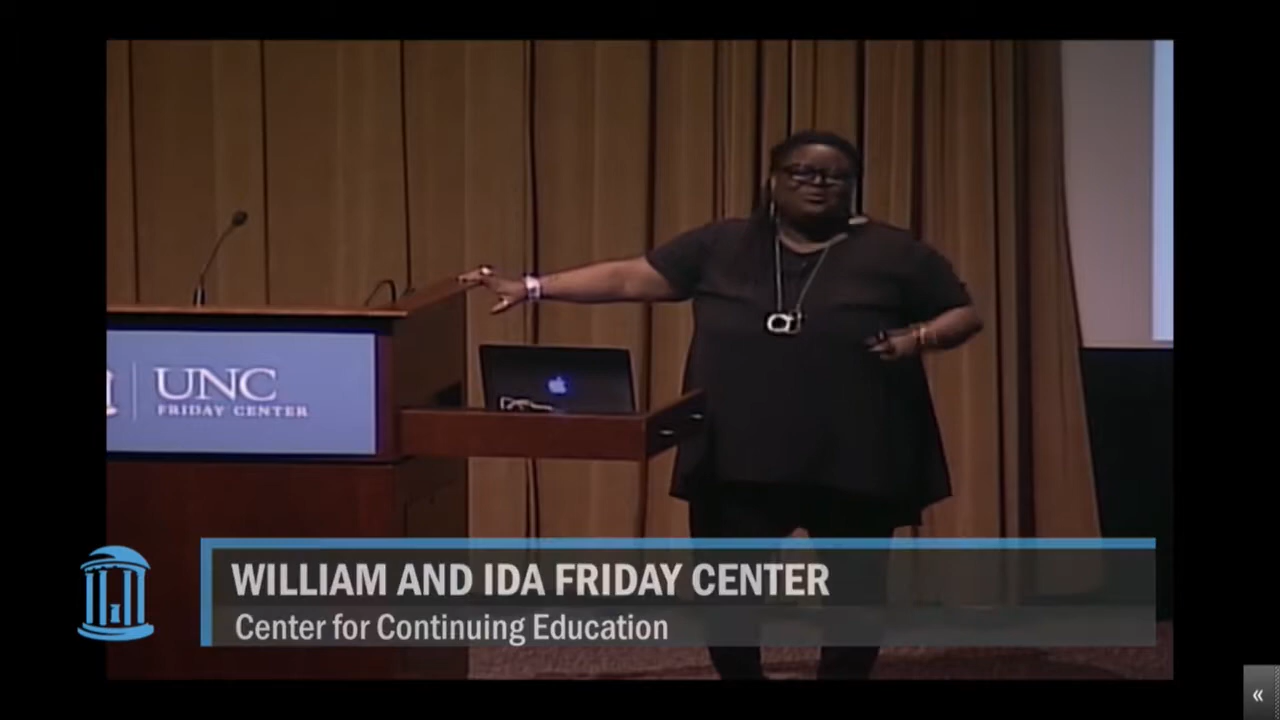 UNC
FRIDAY CENTER
WILLIAM AND IDA FRIDAY CENTER
Center for Continuing Education
«